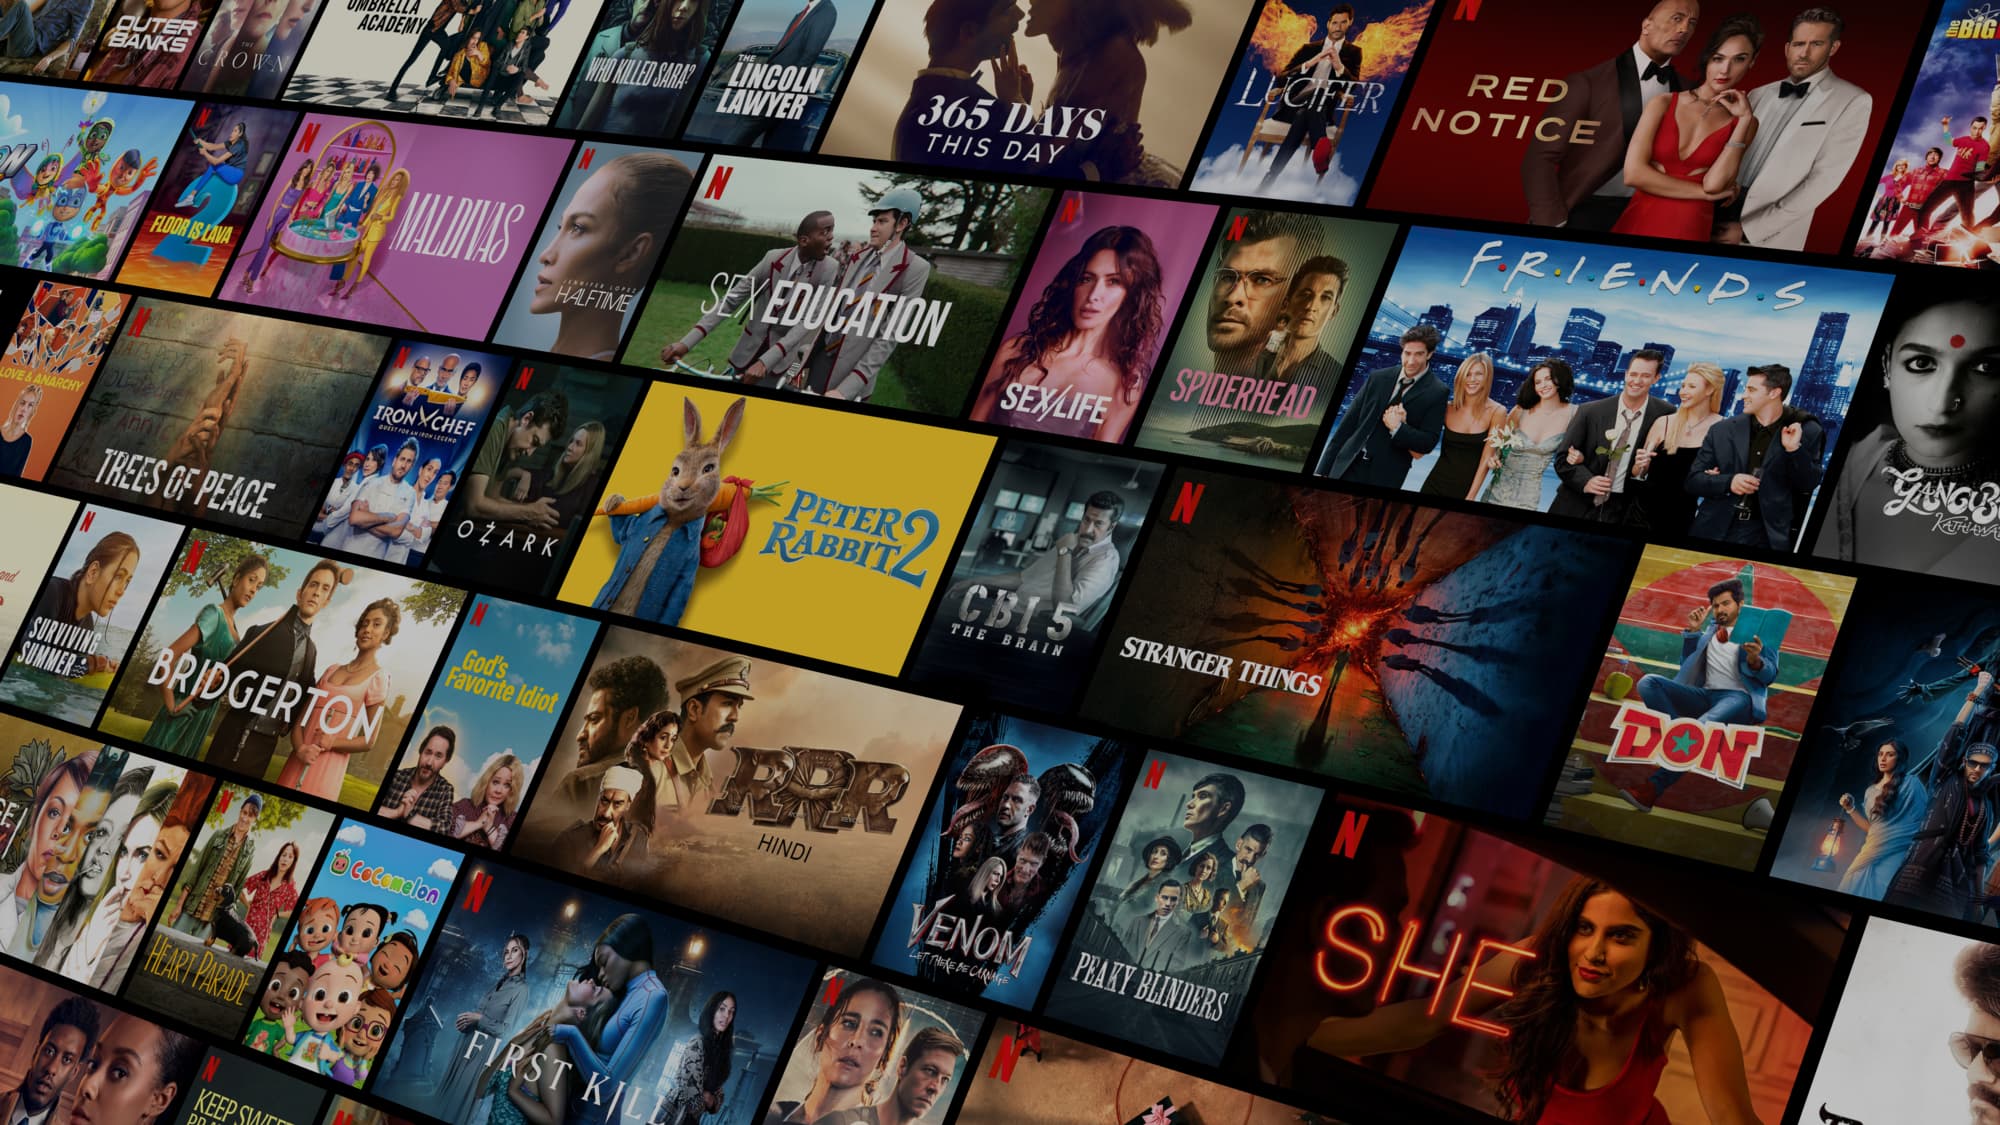 OUTER
BANKS
THE
CROWN
UMBRELLA
ACADEMY
WHO KILLED SARA?
THE
LINCOLN
LAWYER
365 DAYS
THIS DAY
LUCIFER
RED
NOTICE
the BIG
N
FLOOR IS LAVA
2
N
MALDIVAS
N
JENNIFER LOPEZ
HALFTIME
N
SEX EDUCATION
N
SEX/LIFE
N
SPIDERHEAD
F·R·I·E·N·D·S
GANGUB
KATHIAWA
LOVE & ANARCHY
N
TREES OF PEACE
N
IRON CHEF
QUEST FOR AN IRON LEGEND
N
OZARK
PETER
RABBIT 2
CBI 5
THE BRAIN
N
STRANGER THINGS
DON
and
N
SURVIVING
SUMMER
N
BRIDGERTON
N
God's
Favorite Idiot
RRR
HINDI
VENOM
LET THERE BE CARNAGE
N
PEAKY BLINDERS
N
SHE
N
HEART PARADE
CoComelon
N
FIRST KILL
N
N
N
KEEP SWEET